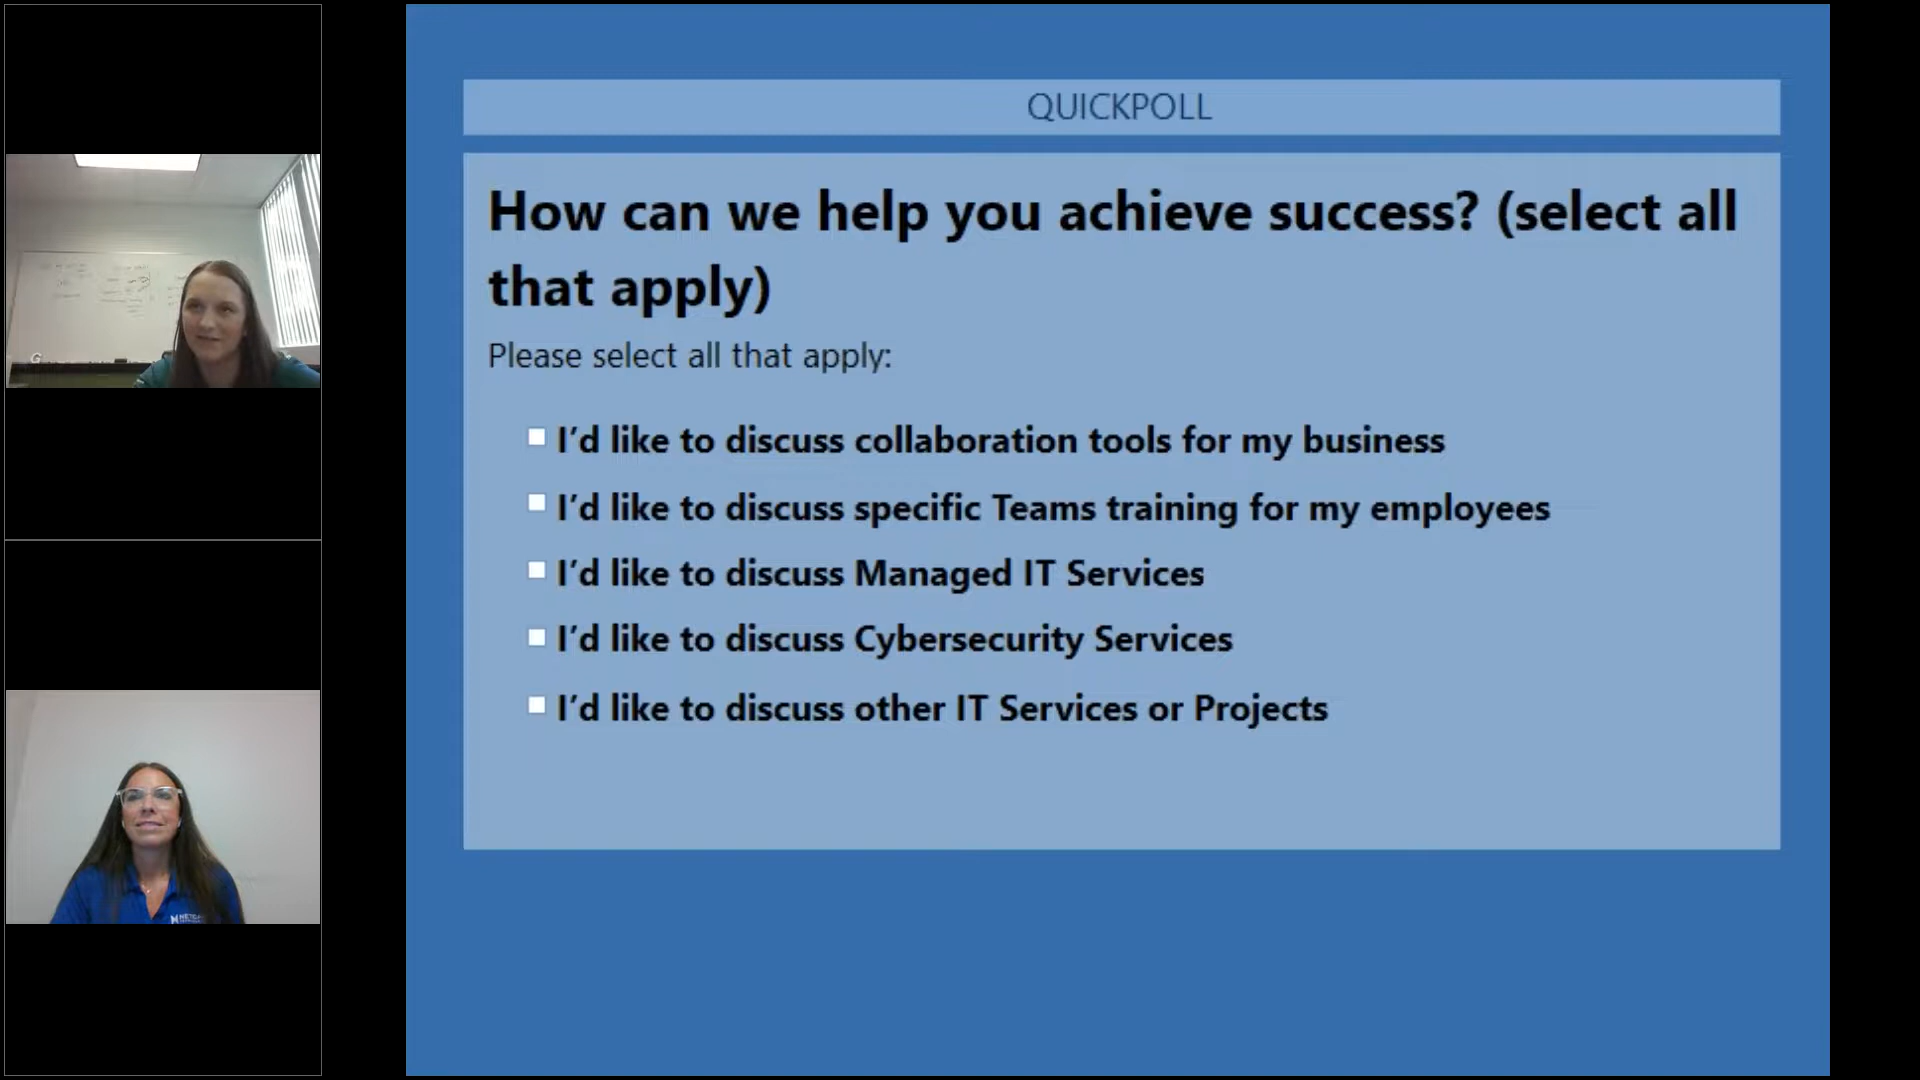 QUICKPOLL
How can we help you achieve success? (select all
that apply)
Please select all that apply:
I’d like to discuss collaboration tools for my business
I’d like to discuss specific Teams training for my employees
I’d like to discuss Managed IT Services
I’d like to discuss Cybersecurity Services
I’d like to discuss other IT Services or Projects